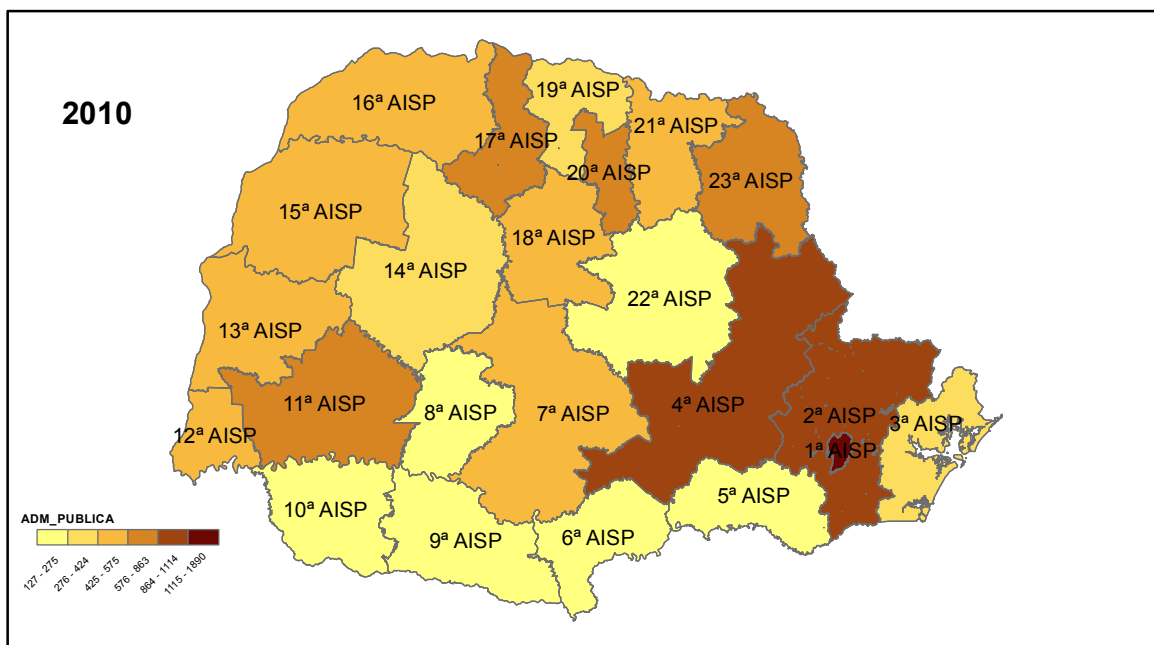 2010
16ª AISP
19ª AISP
17ª AISP
21ª AISP
20ª AISP
23ª AISP
15ª AISP
18ª AISP
14ª AISP
22ª AISP
13ª AISP
11ª AISP
8ª AISP
7ª AISP
4ª AISP
2ª AISP
3ª AISP
12ª AISP
1ª AISP
5ª AISP
10ª AISP
9ª AISP
6ª AISP
ADM_PUBLICA
127 - 275
276 - 424
425 - 575
576 - 863
864 - 1114
1115 - 1890